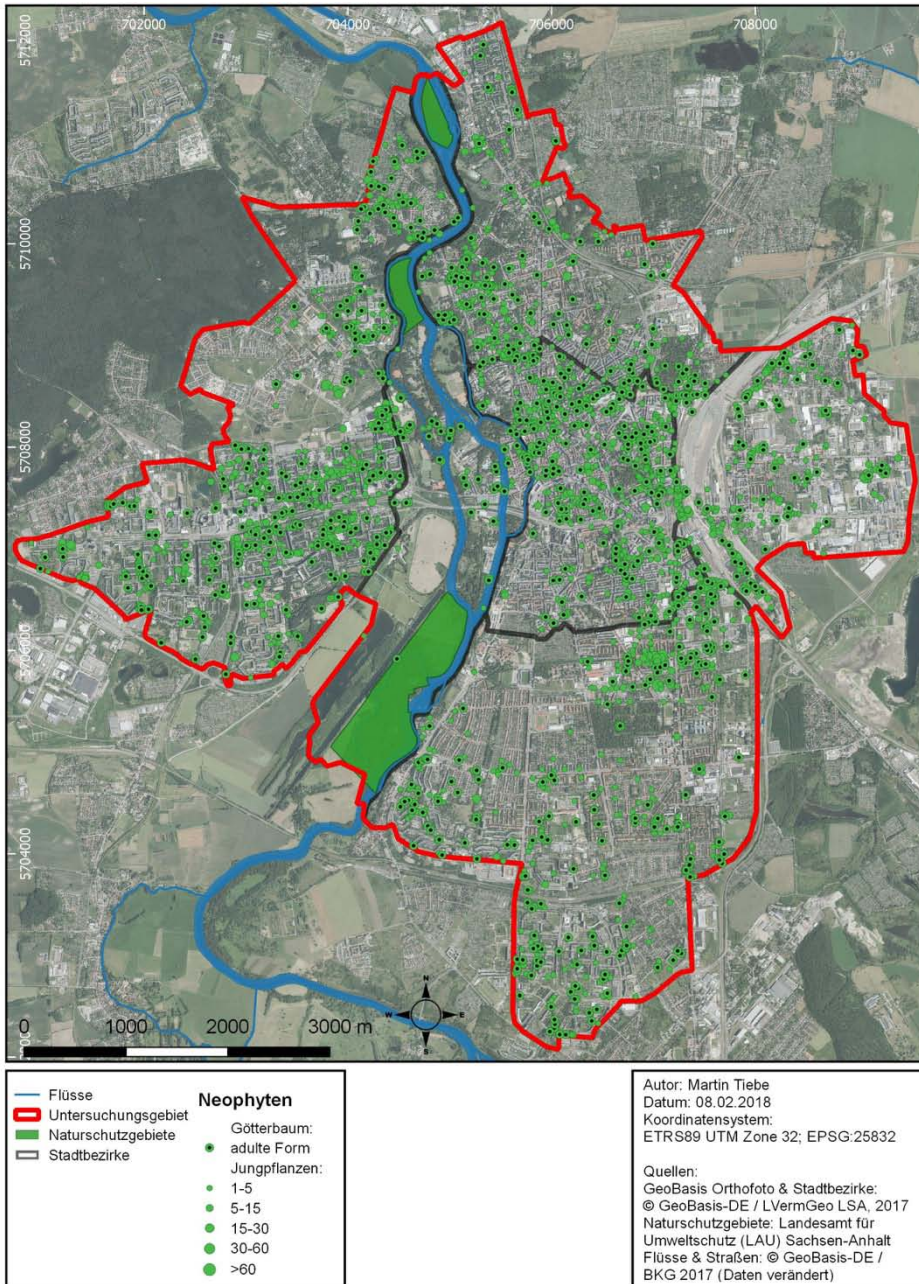 702000
704000
706000
708000
5712000
5710000
5708000
5706000
5704000
N
W E
S
0 1000 2000 3000 m
Flüsse
Untersuchungsgebiet
Naturschutzgebiete
Stadtbezirke
Neophyten
Götterbaum:
adulte Form
Jungpflanzen:
1-5
5-15
15-30
30-60
>60
Autor: Martin Tiebe
Datum: 08.02.2018
Koordinatensystem:
ETRS89 UTM Zone 32; EPSG:25832
Quellen:
GeoBasis Orthofoto & Stadtbezirke:
© GeoBasis-DE / LVermGeo LSA, 2017
Naturschutzgebiete: Landesamt für
Umweltschutz (LAU) Sachsen-Anhalt
Flüsse & Straßen: © GeoBasis-DE /
BKG 2017 (Daten verändert)